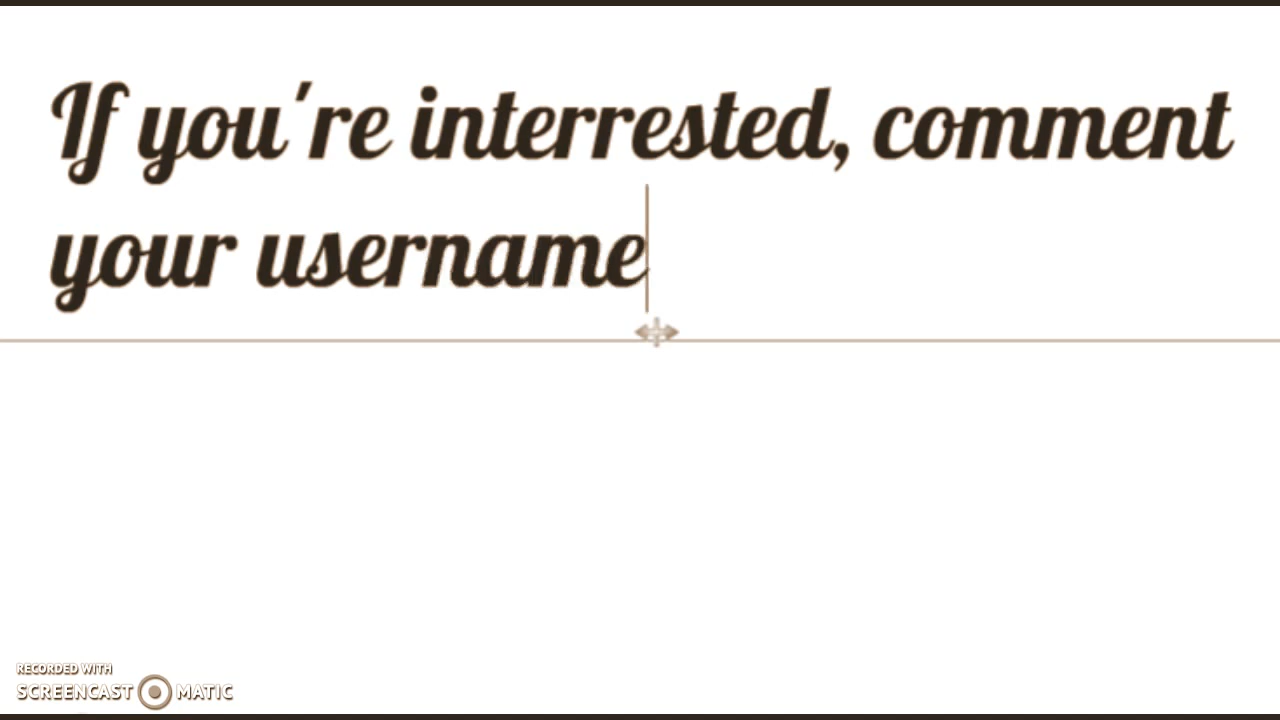 If you're interrested, comment
your username
RECORDED WITH
SCREENCAST MATIC